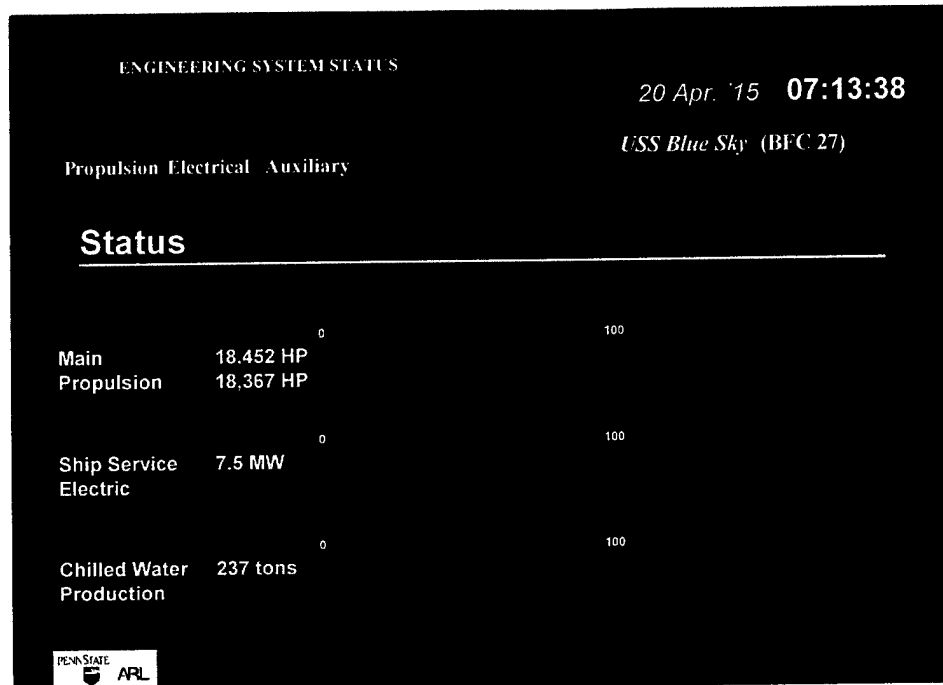 ENGINEERING SYSTEM STATUS
20 Apr. '15 07:13:38
USS Blue Sky (BFC 27)
Propulsion Electrical Auxiliary
Status
0 100
Main 18.452 HP
Propulsion 18,367 HP
0 100
Ship Service 7.5 MW
Electric
0 100
Chilled Water 237 tons
Production
PENNSTATE
ARL